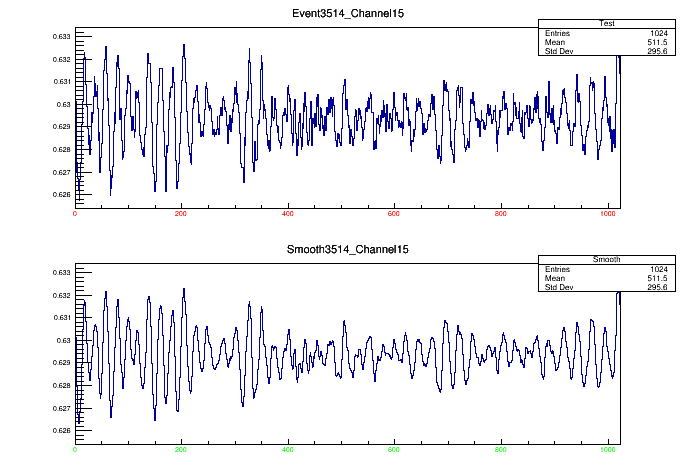 Event3514_Channel15
Test
Entries 1024
Mean 511.5
Std Dev 295.6
0.633
0.632
0.631
0.63
0.629
0.628
0.627
0.626
0 200 400 600 800 1000
Smooth3514_Channel15
Smooth
Entries 1024
Mean 511.5
Std Dev 295.6
0.633
0.632
0.631
0.63
0.629
0.628
0.627
0.626
0 200 400 600 800 1000